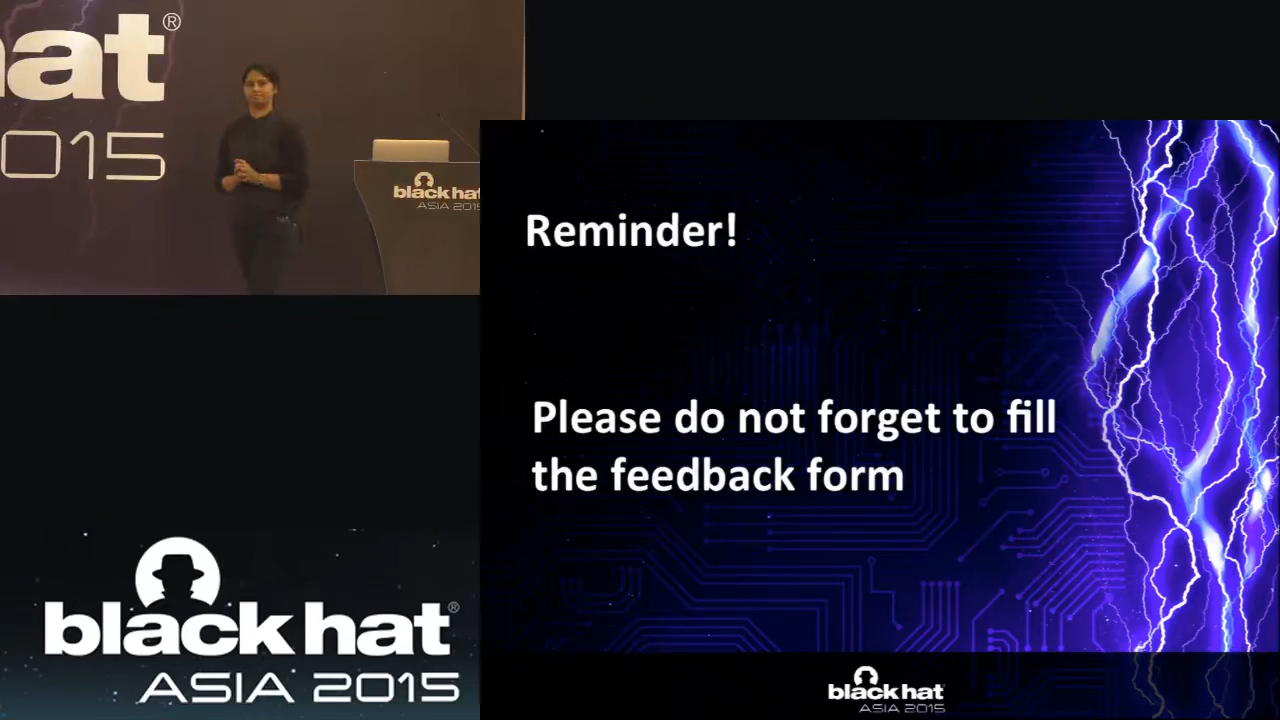 hat®
2015
black hat
ASIA 2015
Reminder!
Please do not forget to fill
the feedback form
black hat®
ASIA 2015
black hat
ASIA 2015